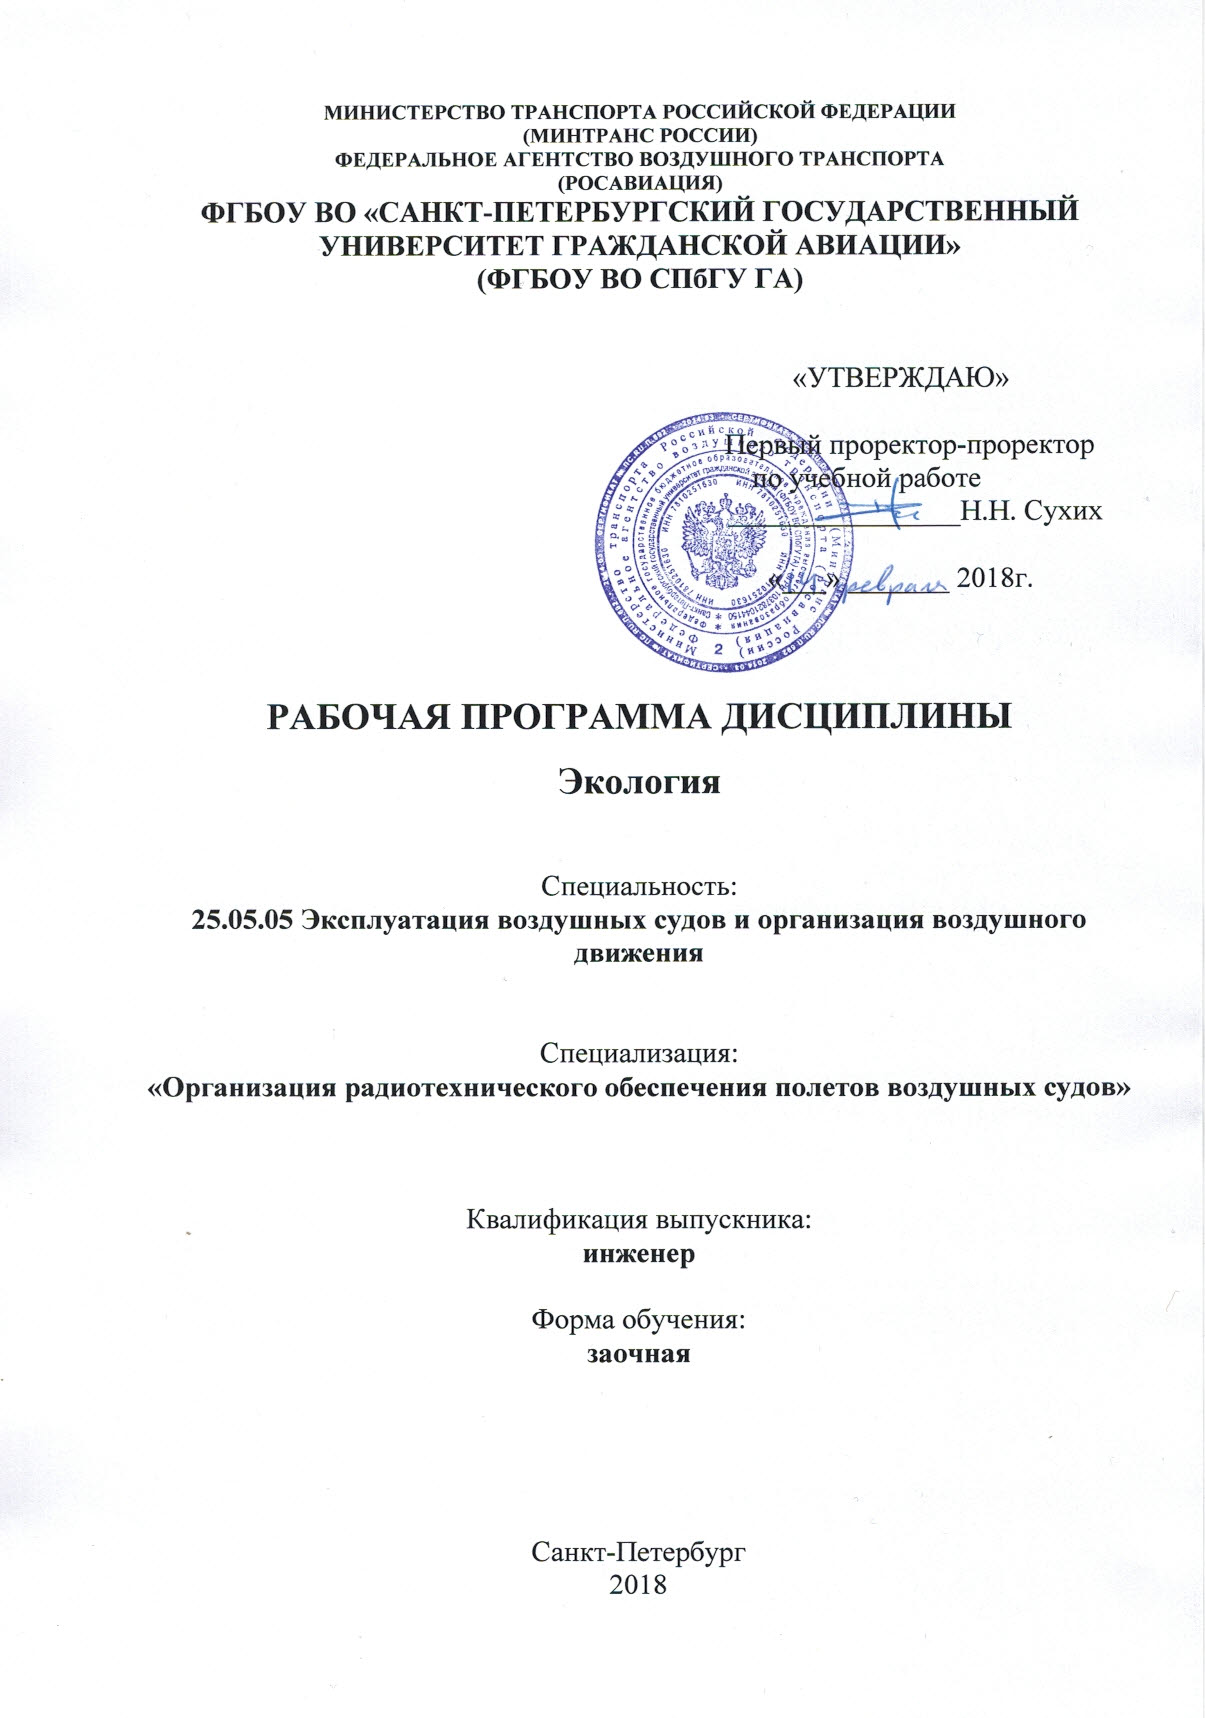 МИНИСТЕРСТВО ТРАНСПОРТА РОССИЙСКОЙ ФЕДЕРАЦИИ
(МИНТРАНС РОССИИ)
ФЕДЕРАЛЬНОЕ АГЕНТСТВО ВОЗДУШНОГО ТРАНСПОРТА
(РОСАВИАЦИЯ)
ФГБОУ ВО «САНКТ-ПЕТЕРБУРГСКИЙ ГОСУДАРСТВЕННЫЙ
УНИВЕРСИТЕТ ГРАЖДАНСКОЙ АВИАЦИИ»
(ФГБОУ ВО СПбГУ ГА)
«УТВЕРЖДАЮ»
Первый проректор-проректор
по учебной работе
Н.Н. Сухих
« » февраля 2018г.
РАБОЧАЯ ПРОГРАММА ДИСЦИПЛИНЫ
Экология
Специальность:
25.05.05 Эксплуатация воздушных судов и организация воздушного
движения
Специализация:
«Организация радиотехнического обеспечения полетов воздушных судов»
Квалификация выпускника:
инженер
Форма обучения:
заочная
Санкт-Петербург
2018